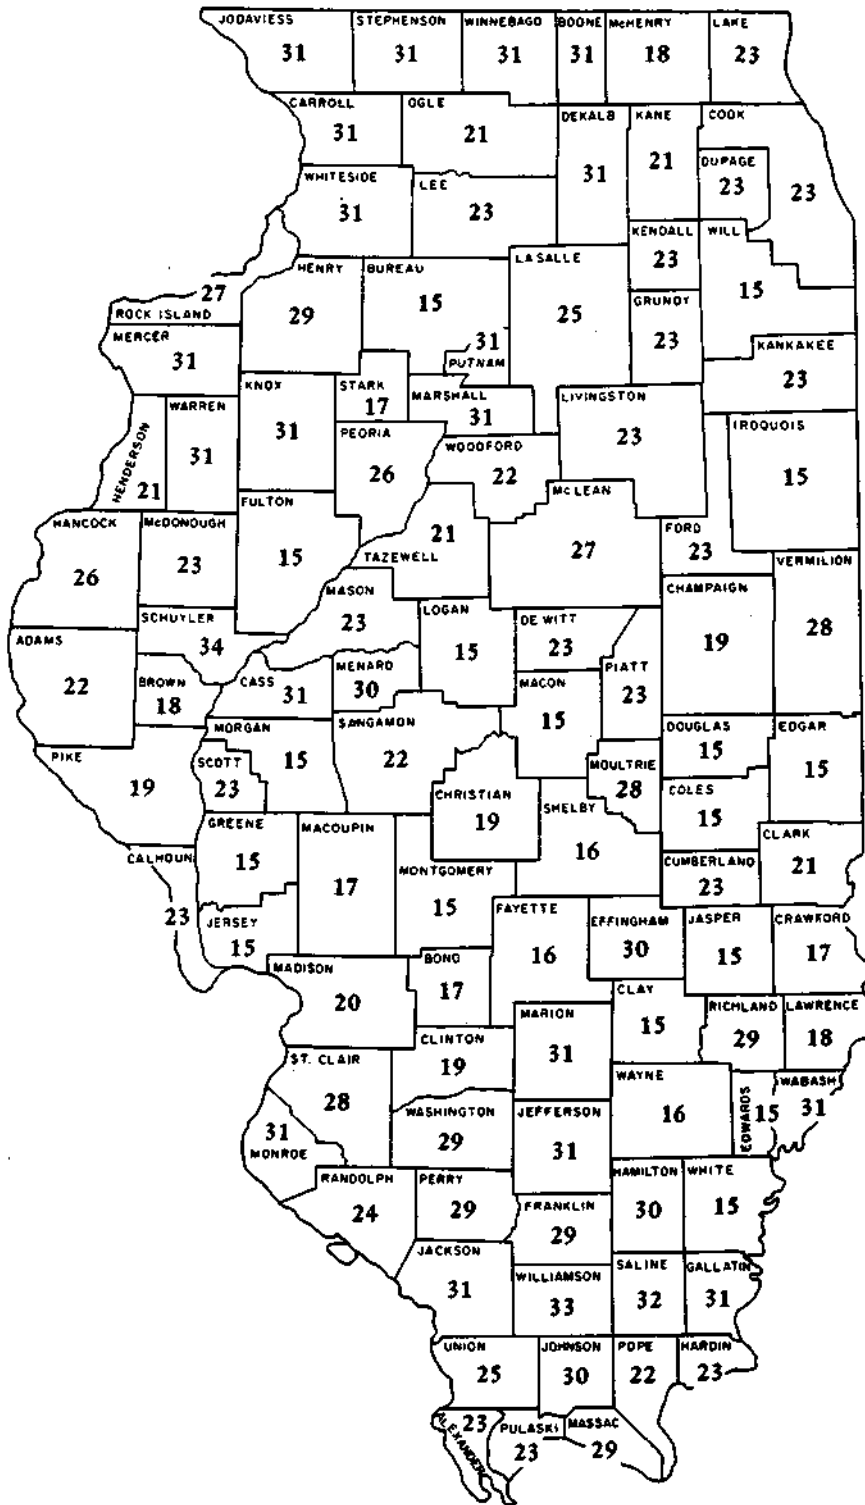 JODAVIESS
31
STEPHENSON
31
WINNEBAGO
31
BOONE
31
McHENRY
18
LAKE
23
CARROLL
31
OGLE
21
DEKALB
31
KANE
21
COOK
23
DUPAGE
23
WHITESIDE
31
LEE
23
KENDALL
23
WILL
15
ROCK ISLAND
27
HENRY
29
BUREAU
15
LASALLE
25
GRUNDY
23
PUTNAM
31
KANKAKEE
23
MERCER
31
KNOX
31
STARK
17
MARSHALL
31
LIVINGSTON
23
WARREN
31
HENDERSON
21
PEORIA
26
WOODFORD
22
IROQUOIS
15
FULTON
15
McLEAN
27
HANCOCK
26
McDONOUGH
23
TAZEWELL
21
FORD
23
VERMILION
28
MASON
23
LOGAN
15
CHAMPAIGN
19
SCHUYLER
34
DE WITT
23
ADAMS
22
BROWN
18
CASS
31
MENARD
30
MACON
15
PIATT
23
MORGAN
15
SANGAMON
22
DOUGLAS
15
EDGAR
15
PIKE
19
SCOTT
23
CHRISTIAN
19
MOULTRIE
28
COLES
15
SHELBY
16
GREENE
15
MACOUPIN
17
CLARK
21
CALHOUN
23
MONTGOMERY
15
CUMBERLAND
23
JERSEY
15
FAYETTE
16
EFFINGHAM
30
JASPER
15
CRAWFORD
17
MADISON
20
BOND
17
CLAY
15
RICHLAND
29
LAWRENCE
18
MARION
31
CLINTON
19
ST. CLAIR
28
WAYNE
16
EDWARDS
15
WABASH
31
WASHINGTON
29
JEFFERSON
31
MONROE
31
RANDOLPH
24
PERRY
29
HAMILTON
30
WHITE
15
FRANKLIN
29
JACKSON
31
WILLIAMSON
33
SALINE
32
GALLATIN
31
UNION
25
JOHNSON
30
POPE
22
HARDIN
23
ALEXANDER
23
PULASKI
23
MASSAC
29